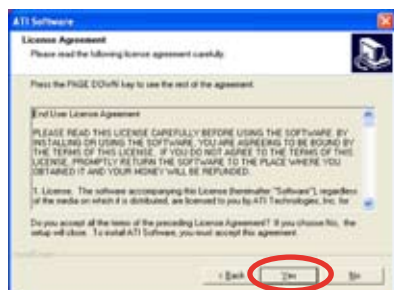 ATI Software
License Agreement
Please read the following license agreement carefully.
Press the PAGE DOWN key to see the rest of the agreement.
End User License Agreement
PLEASE READ THIS LICENSE CAREFULLY BEFORE USING THE SOFTWARE. BY
INSTALLING OR USING THE SOFTWARE, YOU ARE AGREEING TO BE BOUND BY
THE TERMS OF THIS LICENSE. IF YOU DO NOT AGREE TO THE TERMS OF THIS
LICENSE, PROMPTLY RETURN THE SOFTWARE TO THE PLACE WHERE YOU
OBTAINED IT AND YOUR MONEY WILL BE REFUNDED.
1. License. The software accompanying this License (hereinafter "Software"), regardless
of the media on which it is distributed, are licensed to you by ATI Technologies, Inc. for
Do you accept all the terms of the preceding License Agreement? If you choose No, the
setup will close. To install ATI Software, you must accept this agreement.
< Back
Yes
No